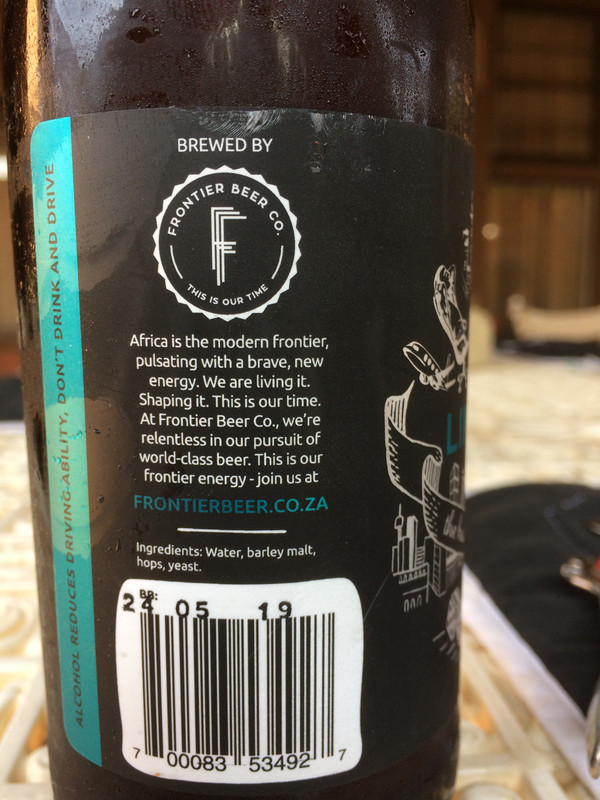 BREWED BY
FRONTIER BEER CO.
F
THIS IS OUR TIME
Africa is the modern frontier,
pulsating with a brave, new
energy. We are living it.
Shaping it. This is our time.
At Frontier Beer Co., we're
relentless in our pursuit of
world-class beer. This is our
frontier energy - join us at
FRONTIERBEER.CO.ZA
Ingredients: Water, barley malt,
hops, yeast.
BB:
24 05 19
7 00083 53492 7
ALCOHOL REDUCES DRIVING ABILITY, DON'T DRINK AND DRIVE